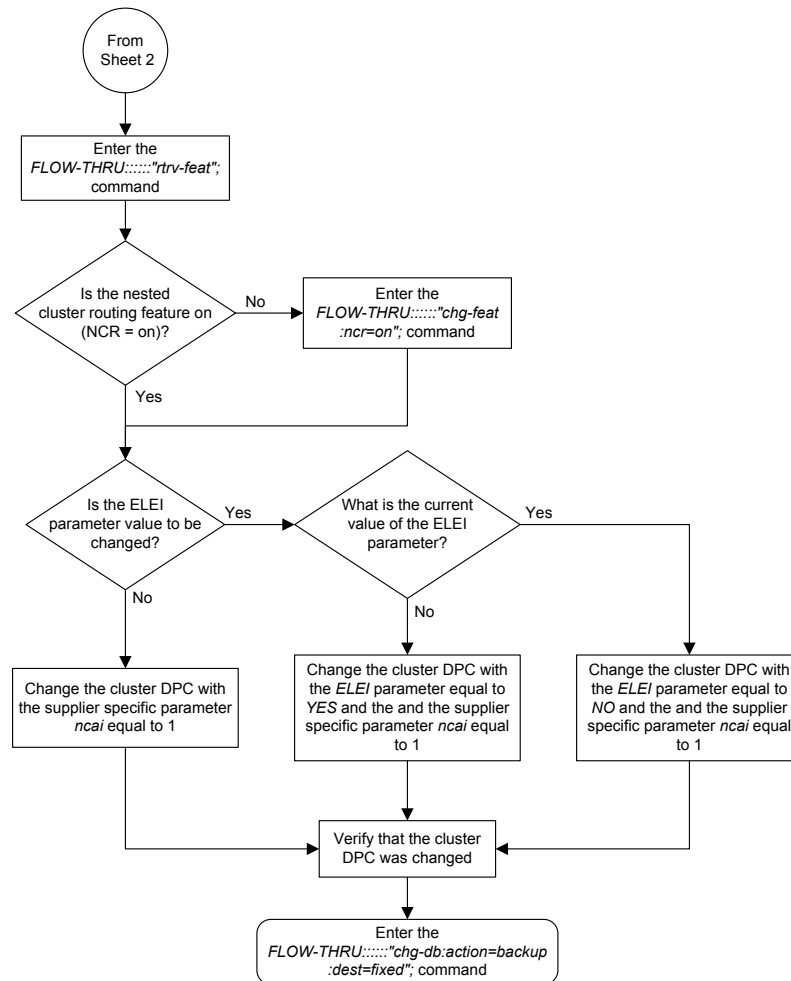 From
Sheet 2
Enter the
FLOW-THRU::::::"rtrv-feat";
command
Is the nested
cluster routing feature on
(NCR = on)?
No
Enter the
FLOW-THRU::::::"chg-feat
:ncr=on"; command
Yes
Is the ELEI
parameter value to be
changed?
Yes
What is the current
value of the ELEI
parameter?
Yes
No
No
Change the cluster DPC with
the supplier specific parameter
ncai equal to 1
Change the cluster DPC with
the ELEI parameter equal to
YES and the and the supplier
specific parameter ncai equal
to 1
Change the cluster DPC with
the ELEI parameter equal to
NO and the and the supplier
specific parameter ncai equal
to 1
Verify that the cluster
DPC was changed
Enter the
FLOW-THRU::::::"chg-db:action=backup
:dest=fixed"; command